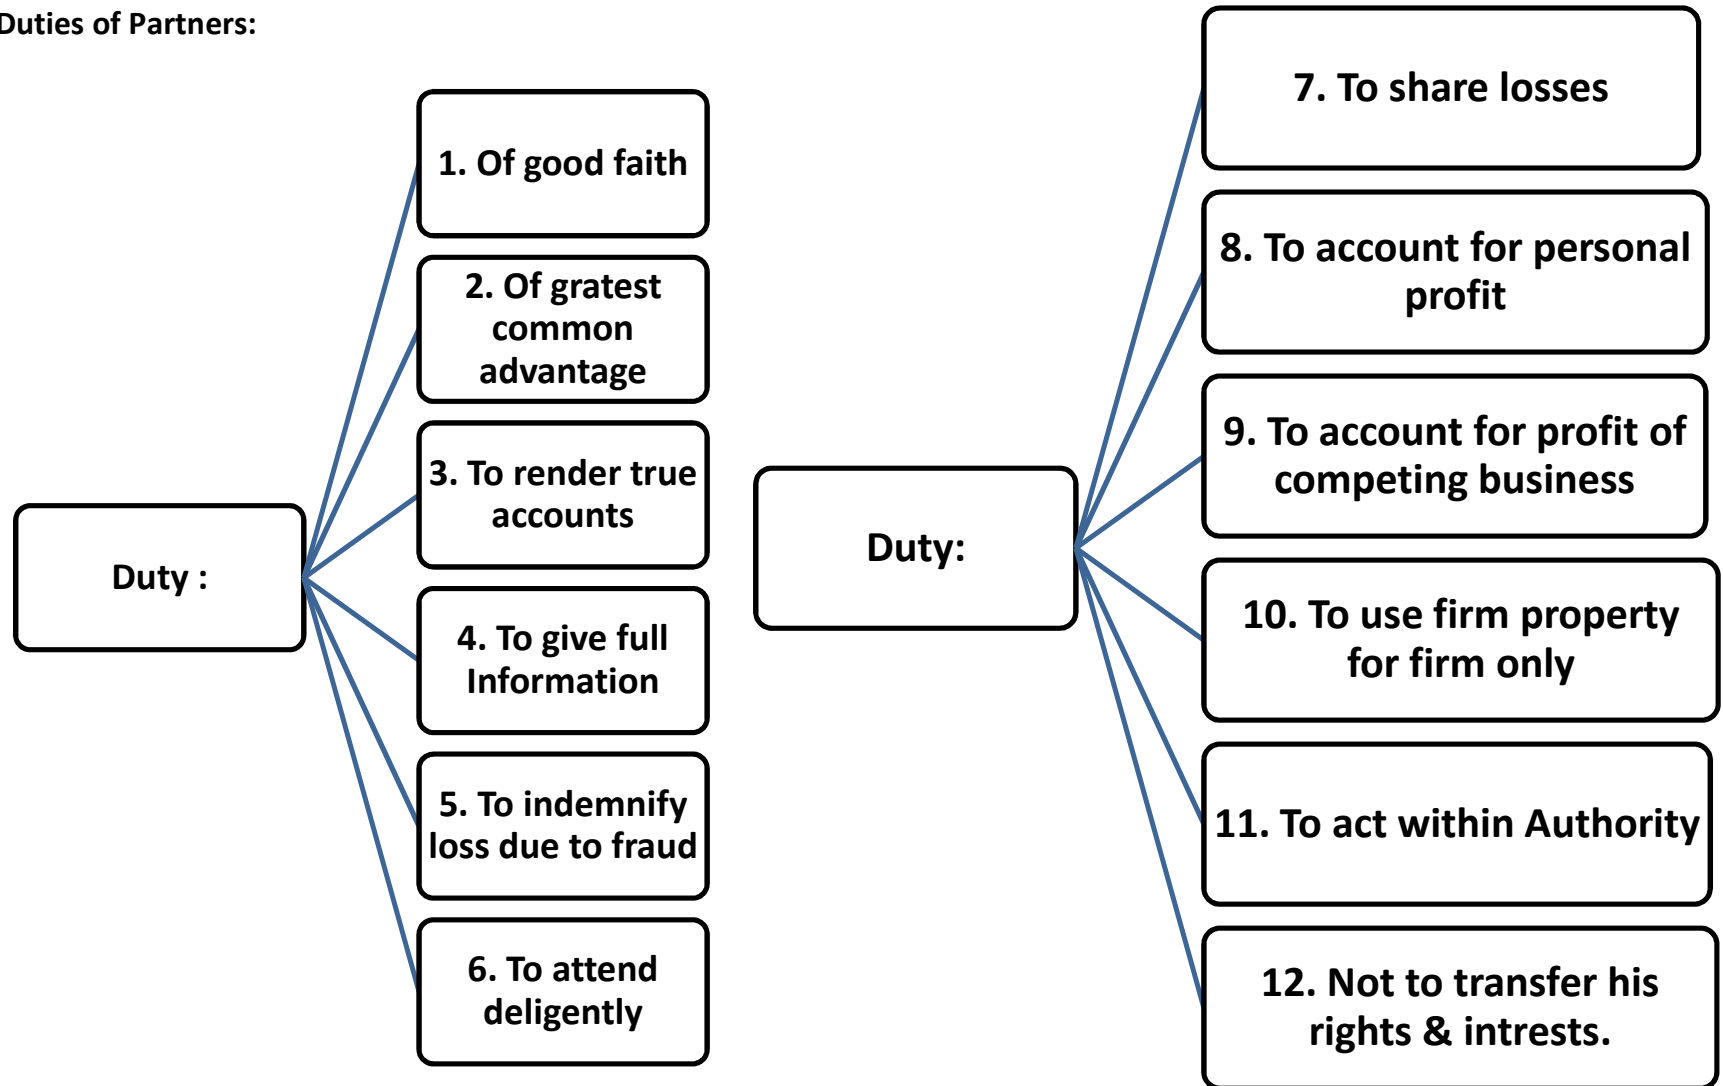 Duties of Partners:
Duty :
1. Of good faith
2. Of gratest
common
advantage
3. To render true
accounts
4. To give full
Information
5. To indemnify
loss due to fraud
6. To attend
deligently
Duty:
7. To share losses
8. To account for personal
profit
9. To account for profit of
competing business
10. To use firm property
for firm only
11. To act within Authority
12. Not to transfer his
rights & intrests.